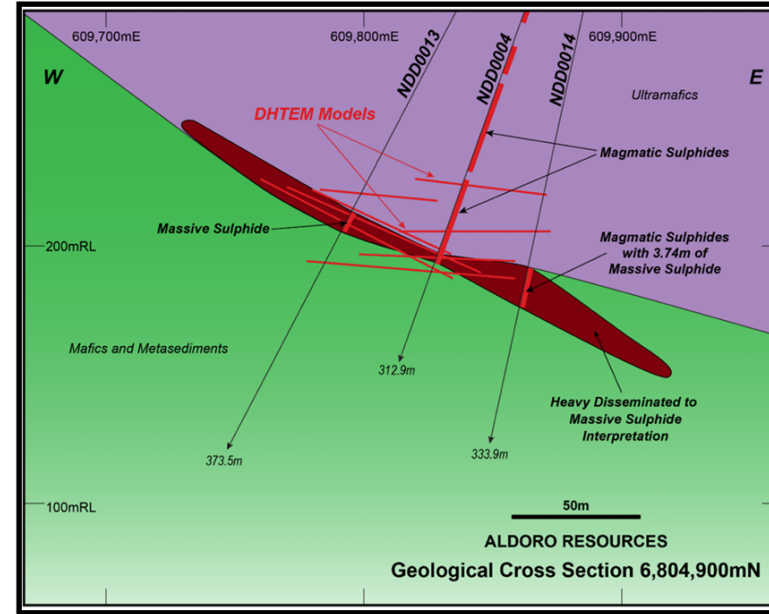 609,700mE
609,800mE
609,900mE
W
E
NDD0013
NDD0004
NDD0014
Ultramafics
DHTEM Models
Magmatic Sulphides
Massive Sulphide
Magmatic Sulphides
with 3.74m of
Massive Sulphide
200mRL
Mafics and Metasediments
312.9m
Heavy Disseminated to
Massive Sulphide
Interpretation
373.5m
333.9m
100mRL
50m
ALDORO RESOURCES
Geological Cross Section 6,804,900mN